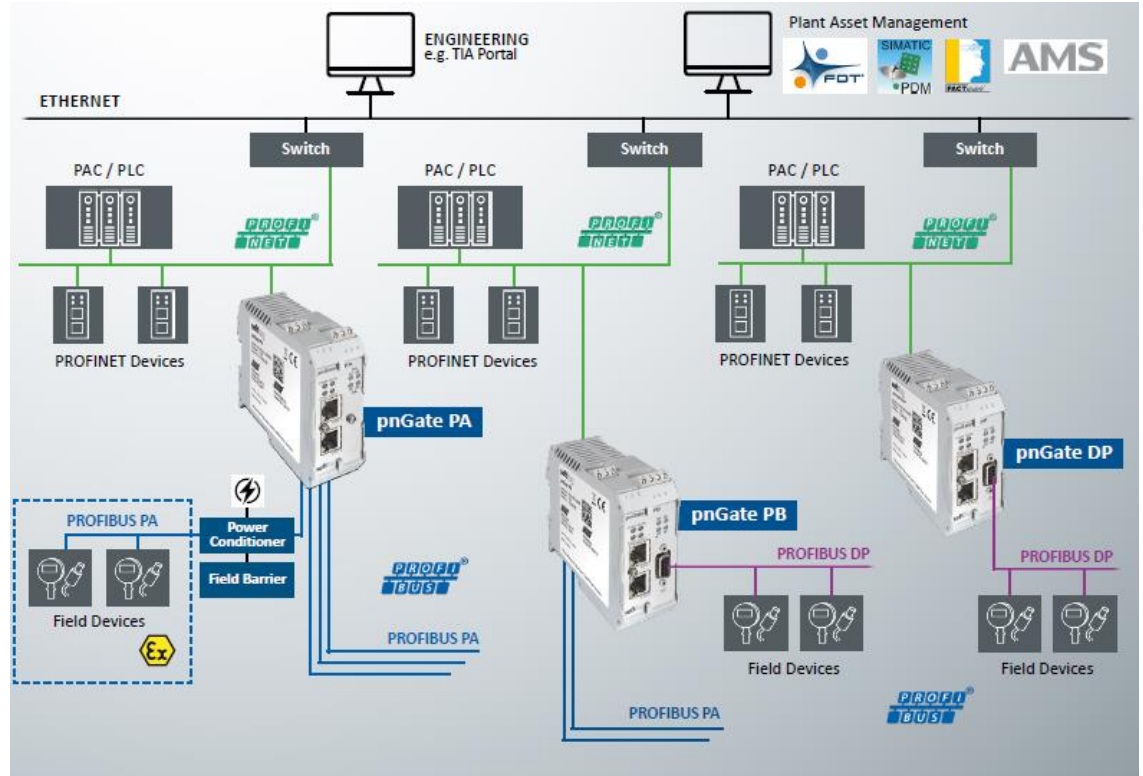 ENGINEERING
e.g. TIA Portal
Plant Asset Management
FDT
SIMATIC
PDM
AMS
ETHERNET
Switch
Switch
Switch
PAC / PLC
PAC / PLC
PAC / PLC
PROFI®
NET
PROFI®
NET
PROFI®
NET
PROFINET Devices
PROFINET Devices
PROFINET Devices
pnGate PA
pnGate PB
pnGate DP
PROFIBUS PA
Power
Conditioner
Field Barrier
Field Devices
Ex
PROFI®
BUS
PROFIBUS PA
PROFIBUS DP
Field Devices
PROFIBUS DP
Field Devices
PROFIBUS PA
PROFI®
BUS